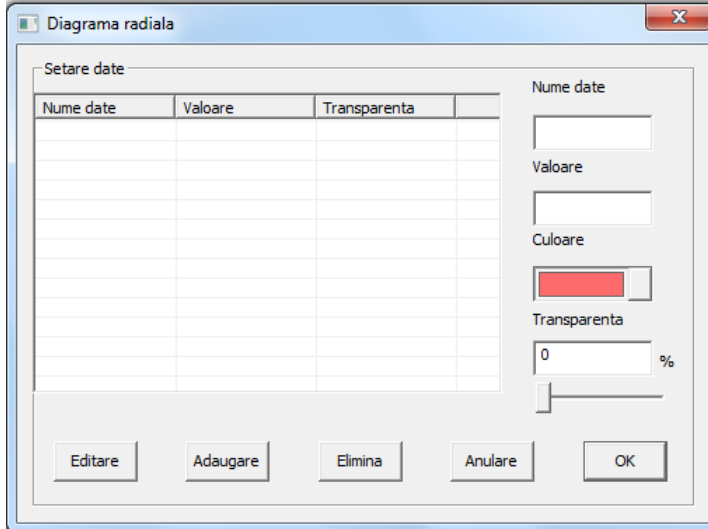 Diagrama radiala
Setare date
Nume date Valoare Transparenta
Nume date
Valoare
Culoare
Transparenta
0 %
Editare Adaugare Elimina Anulare OK